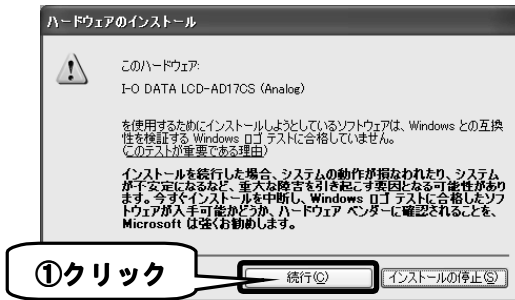 ハードウェアのインストール
このハードウェア:
I-O DATA LCD-AD17CS (Analog)
を使用するためにインストールしようとしているソフトウェアは、Windows との互換
性を検証する Windows ロゴ テストに合格していません。
(このテストが重要である理由)
インストールを続行した場合、システムの動作が損なわれたり、システム
が不安定になるなど、重大な障害を引き起こす要因となる可能性があり
ます。今すぐインストールを中断し、Windows ロゴ テストに合格したソフ
トウェアが入手可能かどうか、ハードウェア ベンダーに確認されることを、
Microsoft は強くお勧めします。
①クリック
続行(C)
インストールの停止(S)